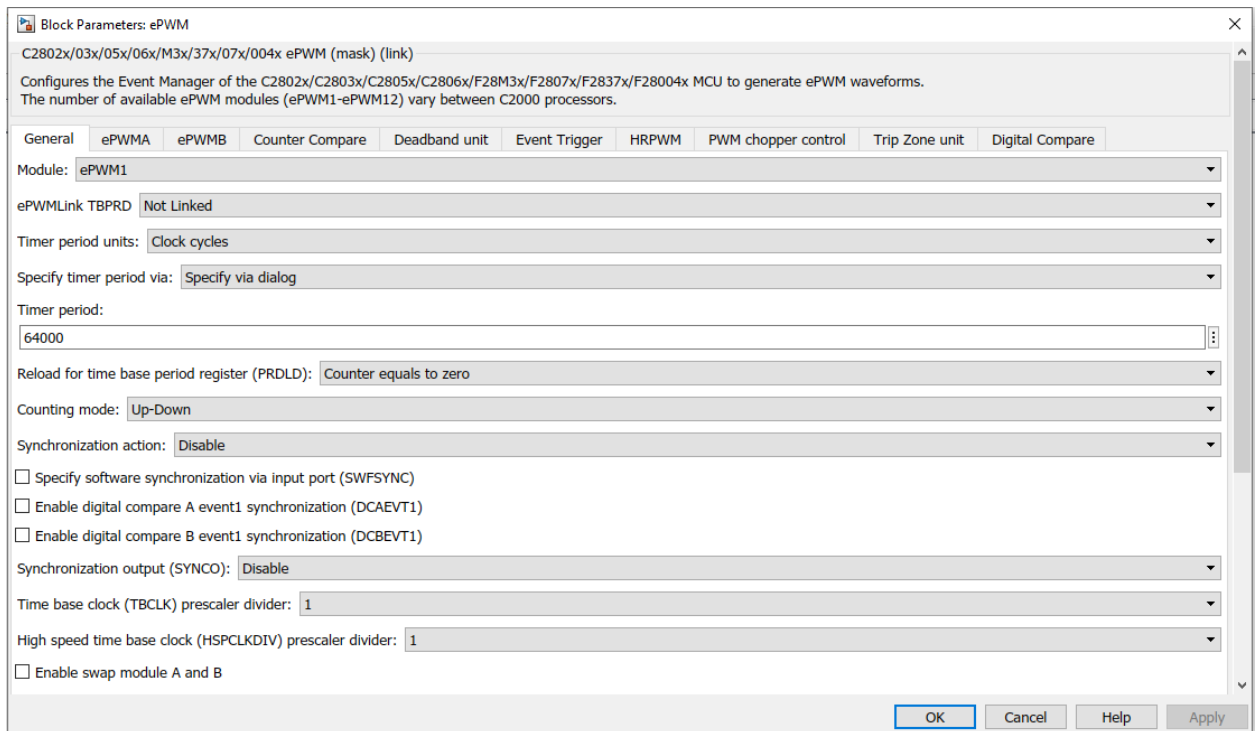 Block Parameters: ePWM
C2802x/03x/05x/06x/M3x/37x/07x/004x ePWM (mask) (link)
Configures the Event Manager of the C2802x/C2803x/C2805x/C2806x/F28M3x/F2807x/F2837x/F28004x MCU to generate ePWM waveforms.
The number of available ePWM modules (ePWM1-ePWM12) vary between C2000 processors.
General ePWMA ePWMB Counter Compare Deadband unit Event Trigger HRPWM PWM chopper control Trip Zone unit Digital Compare
Module: ePWM1
ePWMLink TBPRD Not Linked
Timer period units: Clock cycles
Specify timer period via: Specify via dialog
Timer period:
64000
Reload for time base period register (PRDLD): Counter equals to zero
Counting mode: Up-Down
Synchronization action: Disable
Specify software synchronization via input port (SWFSYNC)
Enable digital compare A event1 synchronization (DCAEVT1)
Enable digital compare B event1 synchronization (DCBEVT1)
Synchronization output (SYNCO): Disable
Time base clock (TBCLK) prescaler divider: 1
High speed time base clock (HSPCLKDIV) prescaler divider: 1
Enable swap module A and B
OK Cancel Help Apply